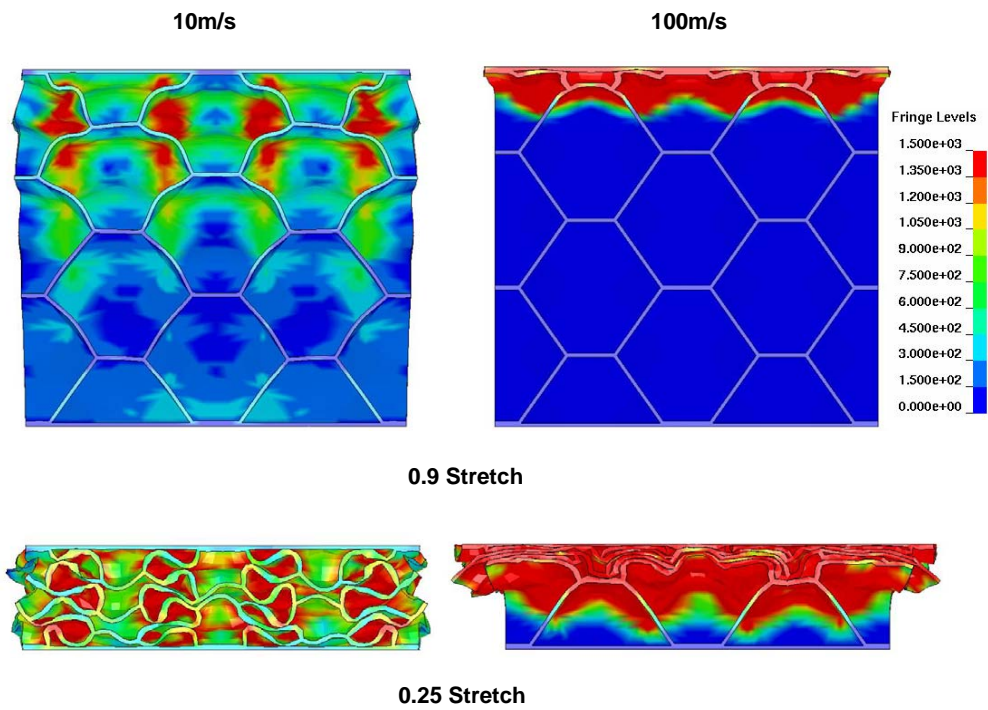 10m/s
100m/s
Fringe Levels
1.500e+03
1.350e+03
1.200e+03
1.050e+03
9.000e+02
7.500e+02
6.000e+02
4.500e+02
3.000e+02
1.500e+02
0.000e+00
0.9 Stretch
0.25 Stretch